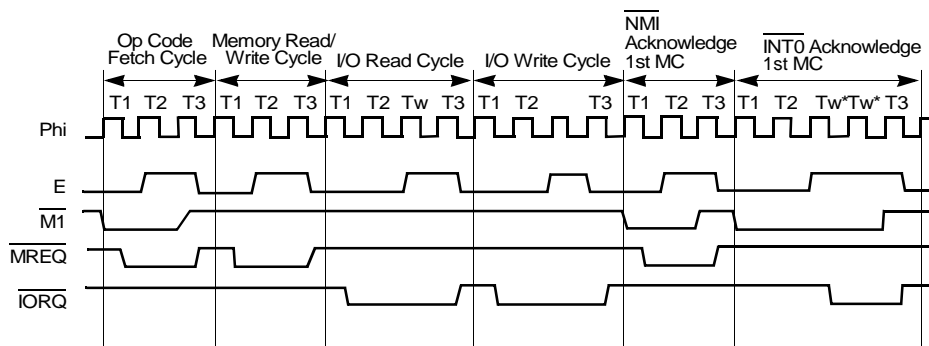 NMI
Op Code Memory Read/ Acknowledge INT0 Acknowledge
Fetch Cycle Write Cycle I/O Read Cycle I/O Write Cycle 1st MC 1st MC
T1 T2 T3 T1 T2 T3 T1 T2 Tw T3 T1 T2 T3 T1 T2 T3 T1 T2 Tw*Tw* T3
Phi
E
M1
MREQ
IORQ